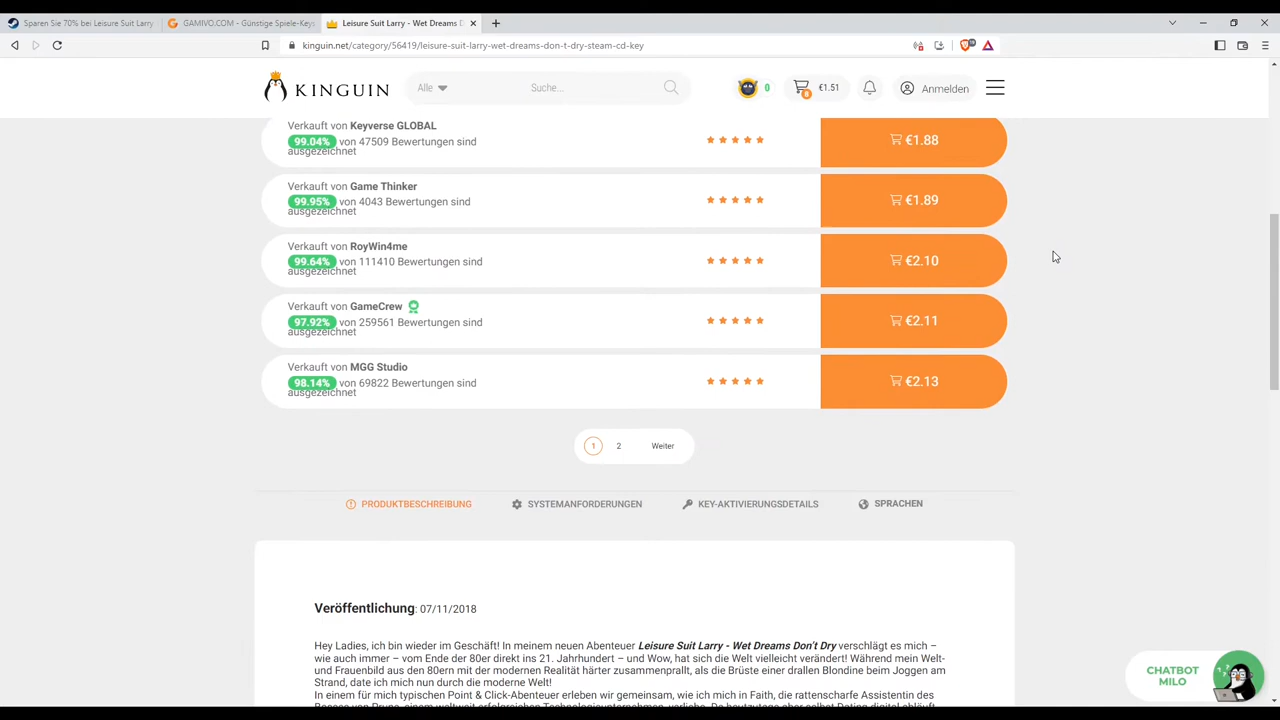 Sparen Sie 70% bei Leisure Suit Larry
GAMIVO.COM - Günstige Spiele-Keys
Leisure Suit Larry - Wet Dreams D
kinguin.net/category/56419/leisure-suit-larry-wet-dreams-don-t-dry-steam-cd-key
KINGUIN
Alle
Suche...
0
8
€1.51
Anmelden
Verkauft von Keyverse GLOBAL
99.04% von 47509 Bewertungen sind
ausgezeichnet
€1.88
Verkauft von Game Thinker
99.95% von 4043 Bewertungen sind
ausgezeichnet
€1.89
Verkauft von RoyWin4me
99.64% von 111410 Bewertungen sind
ausgezeichnet
€2.10
Verkauft von GameCrew
97.92% von 259561 Bewertungen sind
ausgezeichnet
€2.11
Verkauft von MGG Studio
98.14% von 69822 Bewertungen sind
ausgezeichnet
€2.13
1 2 Weiter
PRODUKTBESCHREIBUNG SYSTEMANFORDERUNGEN KEY-AKTIVIERUNGSDETAILS SPRACHEN
Veröffentlichung: 07/11/2018
Hey Ladies, ich bin wieder im Geschäft! In meinem neuen Abenteuer Leisure Suit Larry - Wet Dreams Don't Dry verschlägt es mich –
wie auch immer – vom Ende der 80er direkt ins 21. Jahrhundert – und Wow, hat sich die Welt vielleicht verändert! Während mein Welt-
und Frauenbild aus den 80ern mit der modernen Realität härter zusammenprallt, als die Brüste einer drallen Blondine beim Joggen am
Strand, date ich mich nun durch die moderne Welt!
In einem für mich typischen Point & Click-Abenteuer erleben wir gemeinsam, wie ich mich in Faith, die rattenscharfe Assistentin des
CHATBOT
MILO